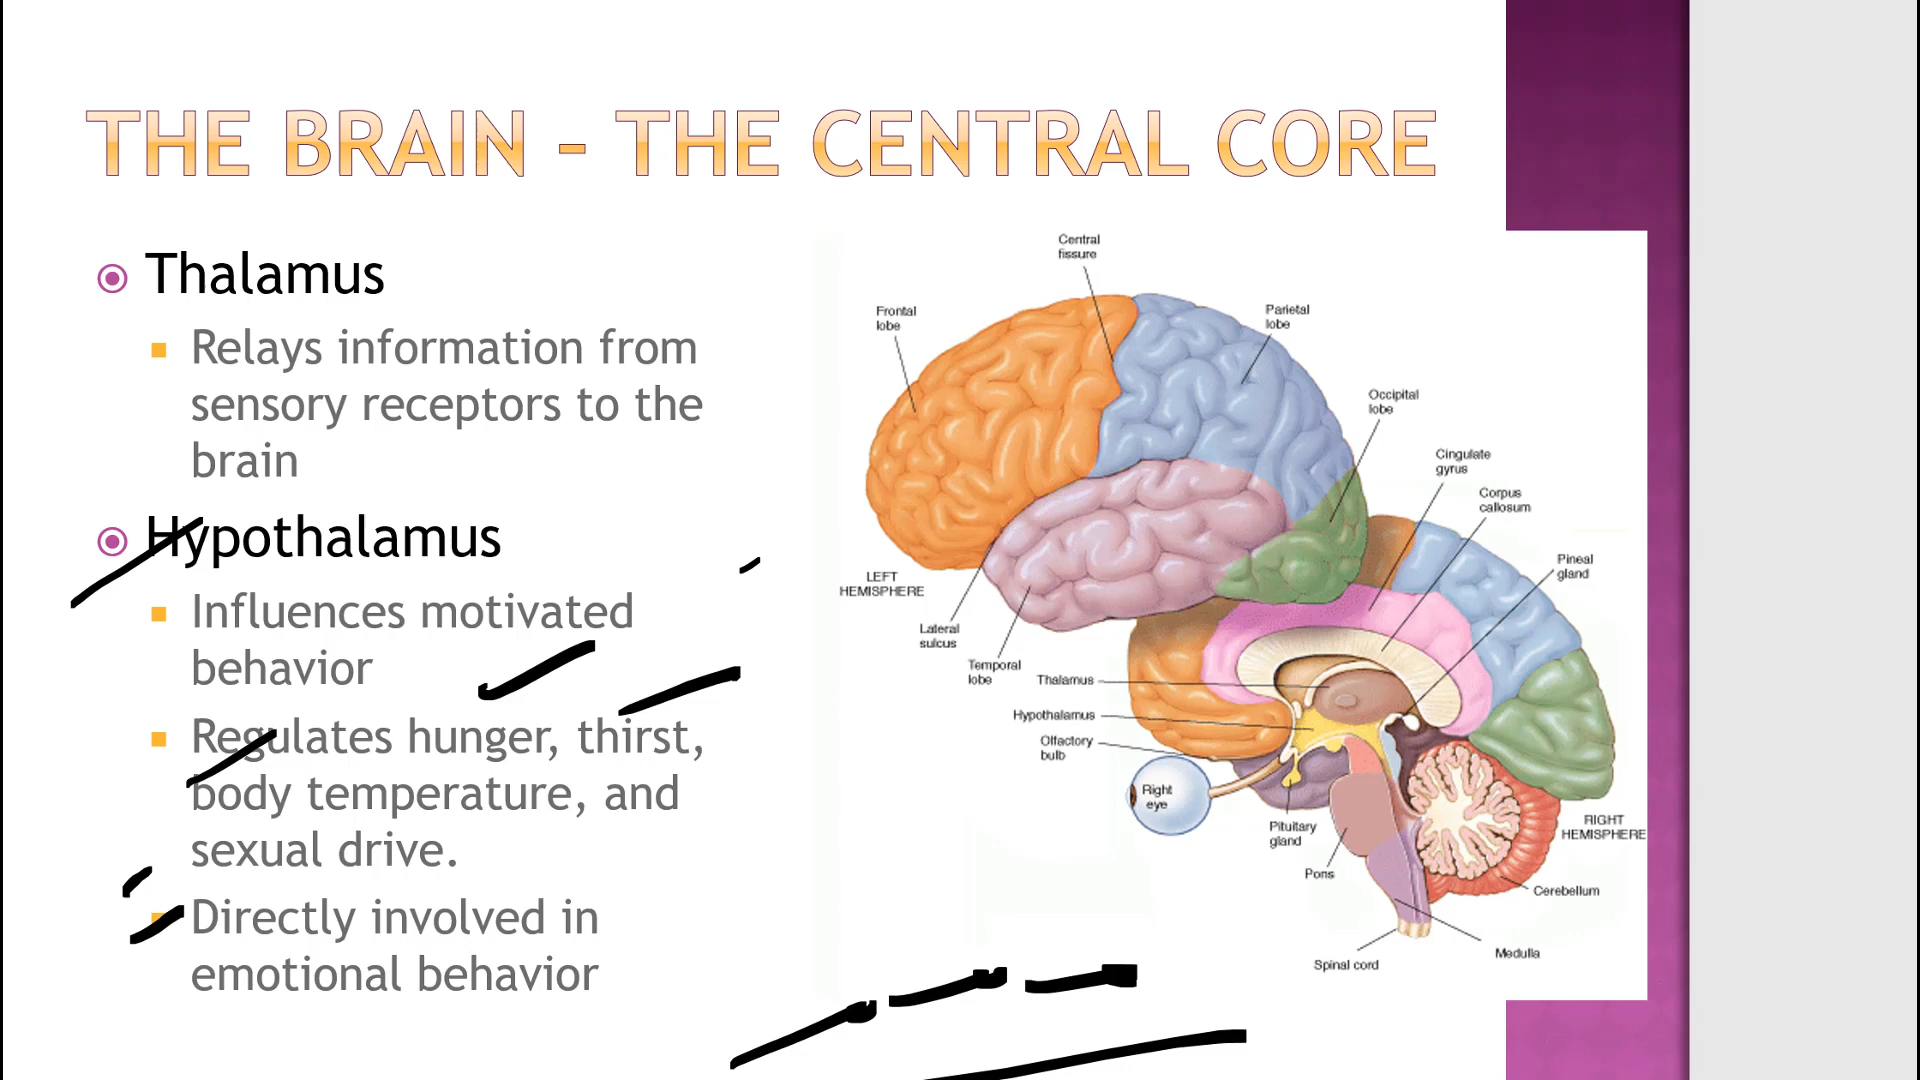 THE BRAIN - THE CENTRAL CORE
Thalamus
Relays information from
sensory receptors to the
brain
Hypothalamus
Influences motivated
behavior
Regulates hunger, thirst,
body temperature, and
sexual drive.
Directly involved in
emotional behavior
Central
fissure
Frontal
lobe
Parietal
lobe
Occipital
lobe
Cingulate
gyrus
Corpus
callosum
Pineal
gland
LEFT
HEMISPHERE
Lateral
sulcus
Temporal
lobe
Thalamus
Hypothalamus
Olfactory
bulb
Right
eye
Pituitary
gland
Pons
RIGHT
HEMISPHERE
Cerebellum
Medulla
Spinal cord